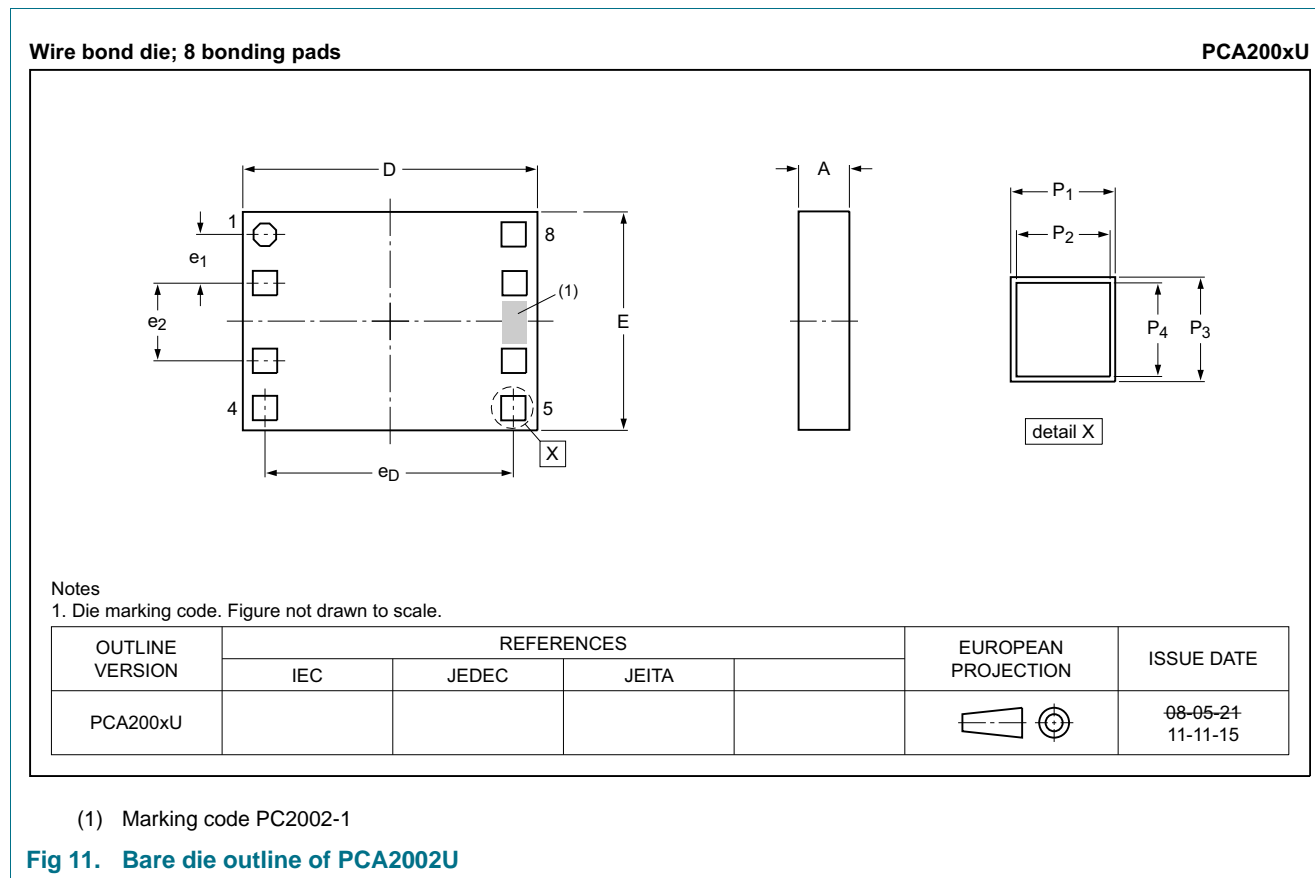 Wire bond die; 8 bonding pads
PCA200xU
D
A
P1
P2
1
8
e1
(1)
e2
E
P4
P3
4
5
X
eD
detail X
Notes
1. Die marking code. Figure not drawn to scale.
OUTLINE VERSION
REFERENCES
EUROPEAN PROJECTION
ISSUE DATE
IEC
JEDEC
JEITA
PCA200xU
08-05-21
11-11-15
(1) Marking code PC2002-1
Fig 11. Bare die outline of PCA2002U